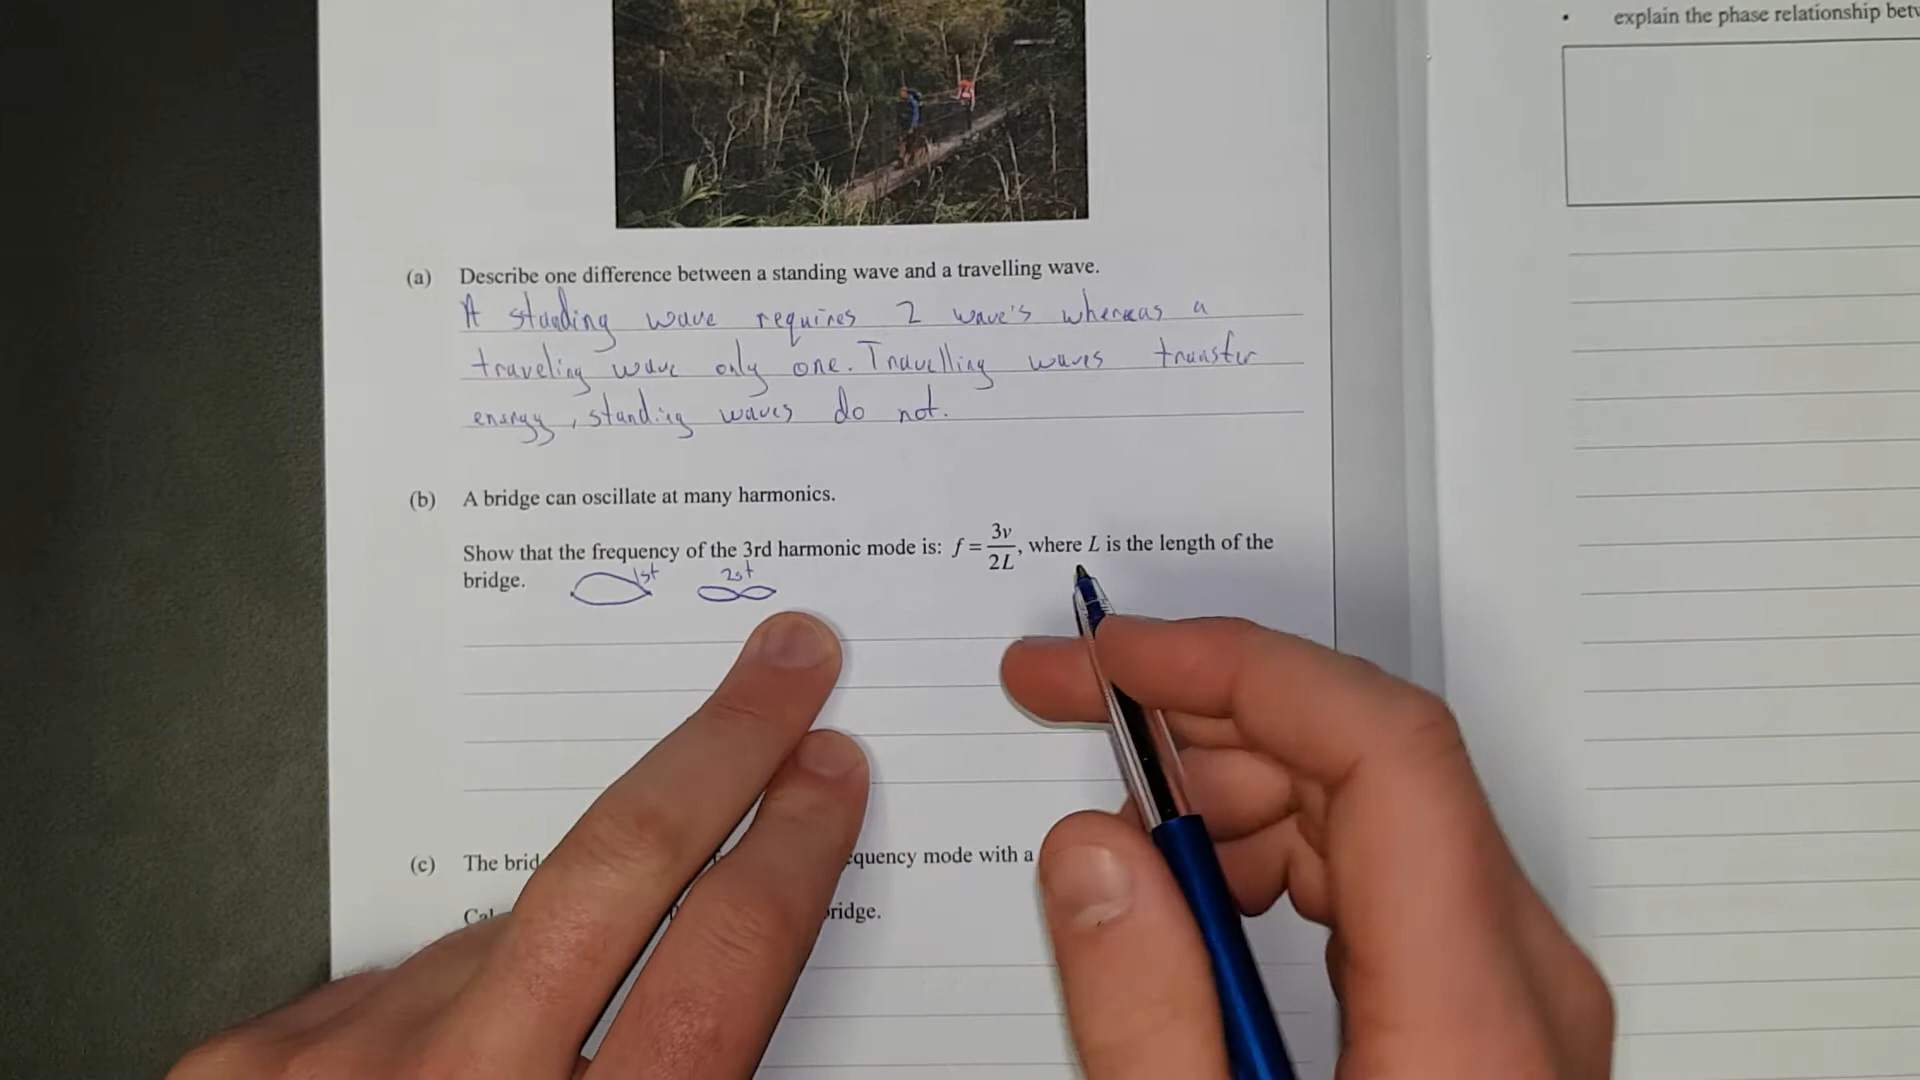 explain the phase relationship
(a) Describe one difference between a standing wave and a travelling wave.
A standing wave requires 2 wave's whereas a
traveling wave only one. Travelling waves transfer
energy, standing waves do not.
(b) A bridge can oscillate at many harmonics.
Show that the frequency of the 3rd harmonic mode is: f = 3v/2L, where L is the length of the
bridge. 1st 2st
(c) The equency mode with a
ridge.